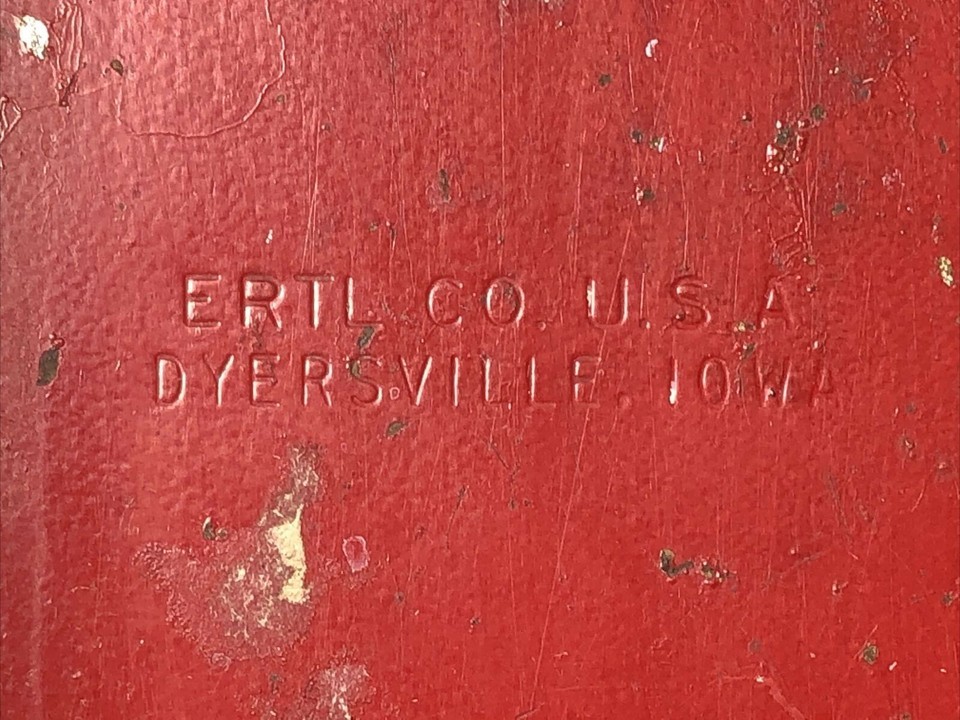 ERTL CO. U.S.A
DYERSVILLE, IOWA